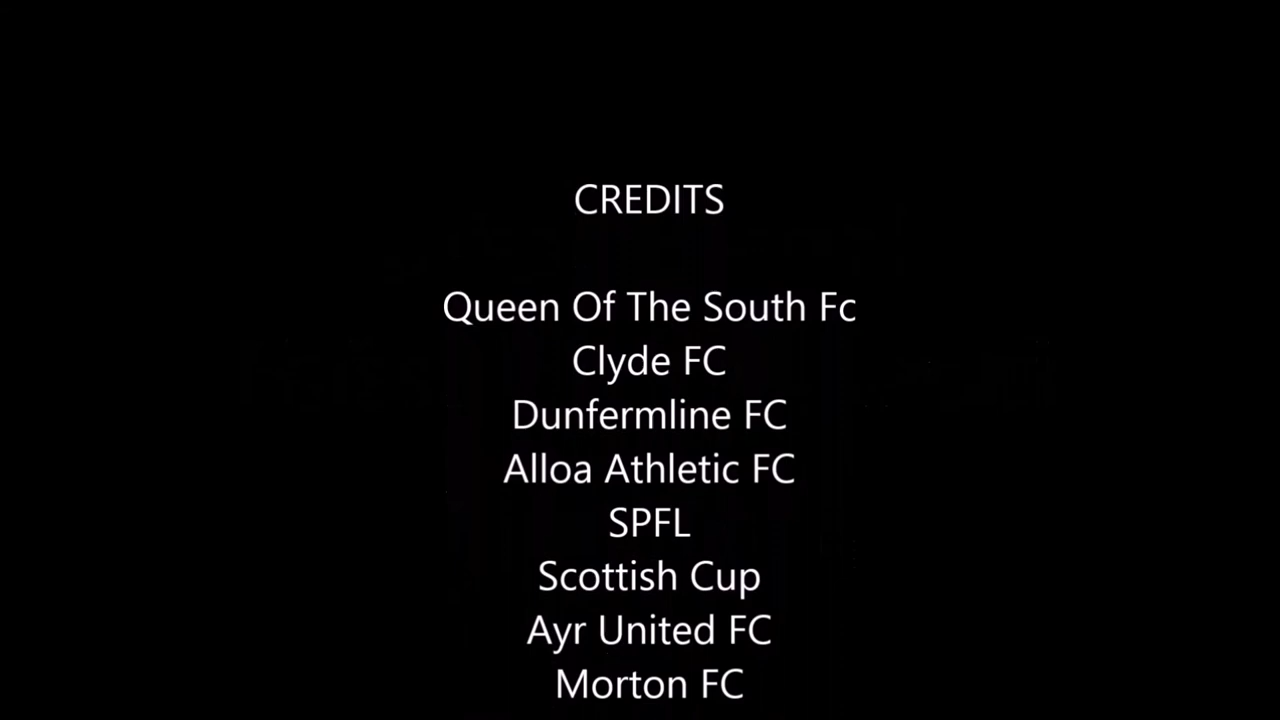 CREDITS
Queen Of The South Fc
Clyde FC
Dunfermline FC
Alloa Athletic FC
SPFL
Scottish Cup
Ayr United FC
Morton FC